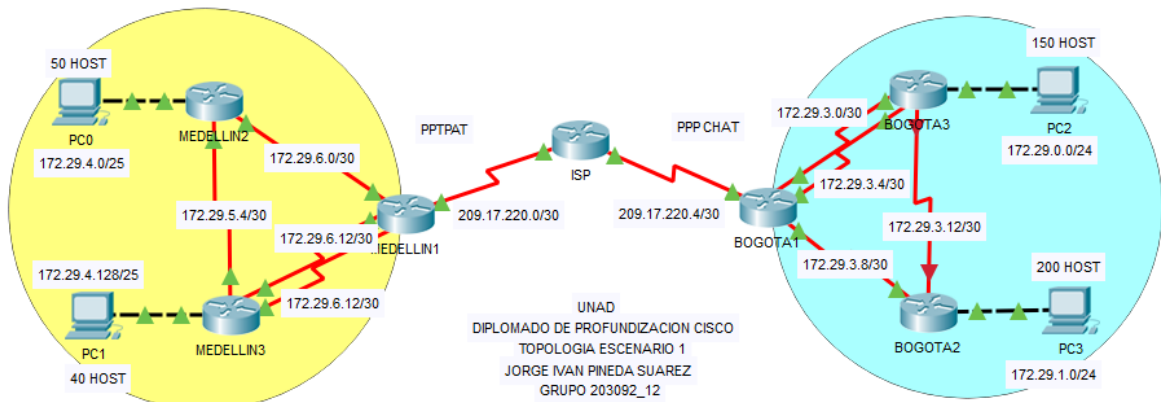 50 HOST
PC0
172.29.4.0/25
MEDELLIN2
172.29.6.0/30
172.29.5.4/30
172.29.6.12/30
172.29.6.12/30
MEDELLIN1
172.29.4.128/25
PC1
40 HOST
MEDELLIN3
PPTPAT
209.17.220.0/30
ISP
PPP CHAT
209.17.220.4/30
BOGOTA1
172.29.3.0/30
172.29.3.4/30
BOGOTA3
150 HOST
PC2
172.29.0.0/24
172.29.3.12/30
172.29.3.8/30
BOGOTA2
200 HOST
PC3
172.29.1.0/24
UNAD
DIPLOMADO DE PROFUNDIZACION CISCO
TOPOLOGIA ESCENARIO 1
JORGE IVAN PINEDA SUAREZ
GRUPO 203092_12